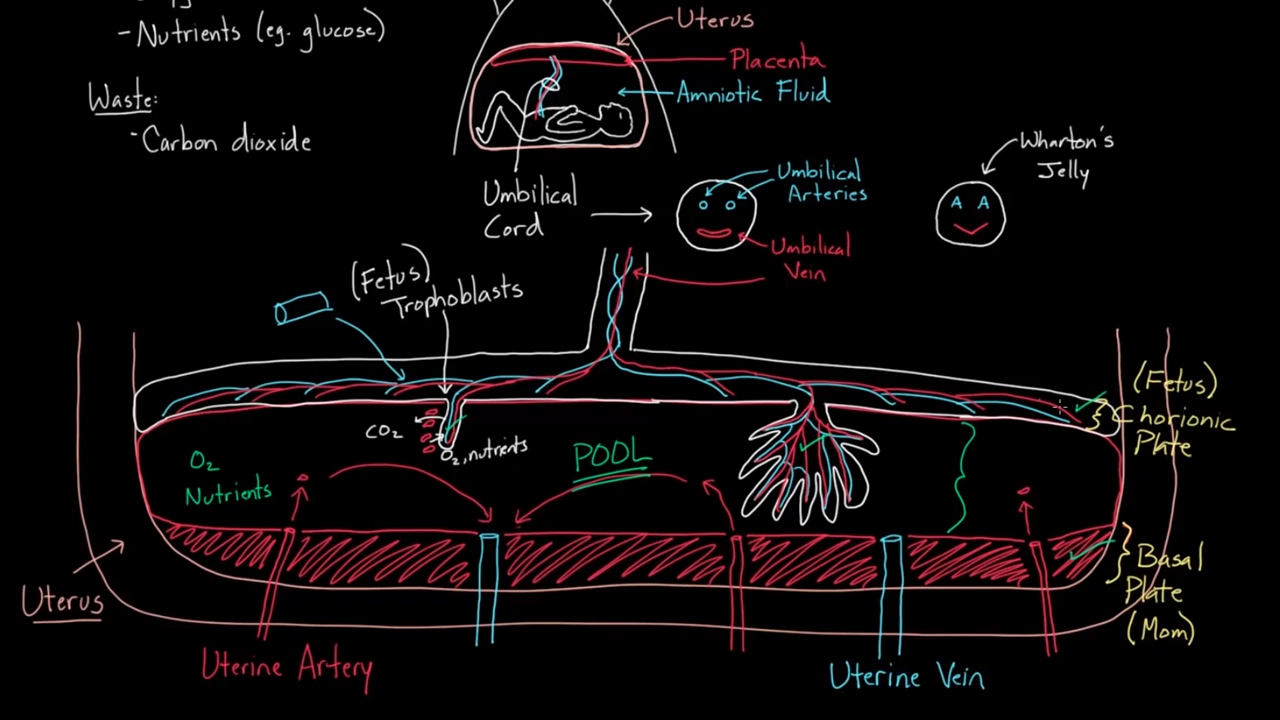 - Nutrients (eg. glucose)
Waste:
- Carbon dioxide
Uterus
Placenta
Amniotic Fluid
Umbilical
Cord
Umbilical
Arteries
Umbilical
Vein
Wharton's
Jelly
A A
(Fetus)
Trophoblasts
CO2
O2, nutrients
O2
Nutrients
POOL
(Fetus)
Chorionic
Plate
Basal
Plate
(Mom)
Uterus
Uterine Artery
Uterine Vein